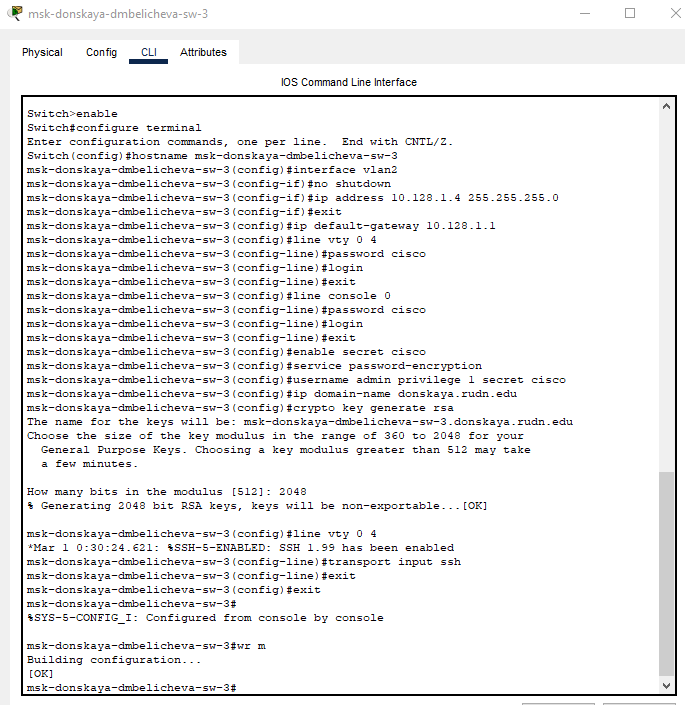 msk-donskaya-dmbelicheva-sw-3
Physical Config CLI Attributes
IOS Command Line Interface
Switch>enable
Switch#configure terminal
Enter configuration commands, one per line.  End with CNTL/Z.
Switch(config)#hostname msk-donskaya-dmbelicheva-sw-3
msk-donskaya-dmbelicheva-sw-3(config)#interface vlan2
msk-donskaya-dmbelicheva-sw-3(config-if)#no shutdown
msk-donskaya-dmbelicheva-sw-3(config-if)#ip address 10.128.1.4 255.255.255.0
msk-donskaya-dmbelicheva-sw-3(config-if)#exit
msk-donskaya-dmbelicheva-sw-3(config)#ip default-gateway 10.128.1.1
msk-donskaya-dmbelicheva-sw-3(config)#line vty 0 4
msk-donskaya-dmbelicheva-sw-3(config-line)#password cisco
msk-donskaya-dmbelicheva-sw-3(config-line)#login
msk-donskaya-dmbelicheva-sw-3(config-line)#exit
msk-donskaya-dmbelicheva-sw-3(config)#line console 0
msk-donskaya-dmbelicheva-sw-3(config-line)#password cisco
msk-donskaya-dmbelicheva-sw-3(config-line)#login
msk-donskaya-dmbelicheva-sw-3(config-line)#exit
msk-donskaya-dmbelicheva-sw-3(config)#enable secret cisco
msk-donskaya-dmbelicheva-sw-3(config)#service password-encryption
msk-donskaya-dmbelicheva-sw-3(config)#username admin privilege 1 secret cisco
msk-donskaya-dmbelicheva-sw-3(config)#ip domain-name donskaya.rudn.edu
msk-donskaya-dmbelicheva-sw-3(config)#crypto key generate rsa
The name for the keys will be: msk-donskaya-dmbelicheva-sw-3.donskaya.rudn.edu
Choose the size of the key modulus in the range of 360 to 2048 for your
  General Purpose Keys. Choosing a key modulus greater than 512 may take
  a few minutes.

How many bits in the modulus [512]: 2048
% Generating 2048 bit RSA keys, keys will be non-exportable...[OK]

msk-donskaya-dmbelicheva-sw-3(config)#line vty 0 4
*Mar 1 0:30:24.621: %SSH-5-ENABLED: SSH 1.99 has been enabled
msk-donskaya-dmbelicheva-sw-3(config-line)#transport input ssh
msk-donskaya-dmbelicheva-sw-3(config-line)#exit
msk-donskaya-dmbelicheva-sw-3(config)#exit
msk-donskaya-dmbelicheva-sw-3#
%SYS-5-CONFIG_I: Configured from console by console

msk-donskaya-dmbelicheva-sw-3#wr m
Building configuration...
[OK]
msk-donskaya-dmbelicheva-sw-3#